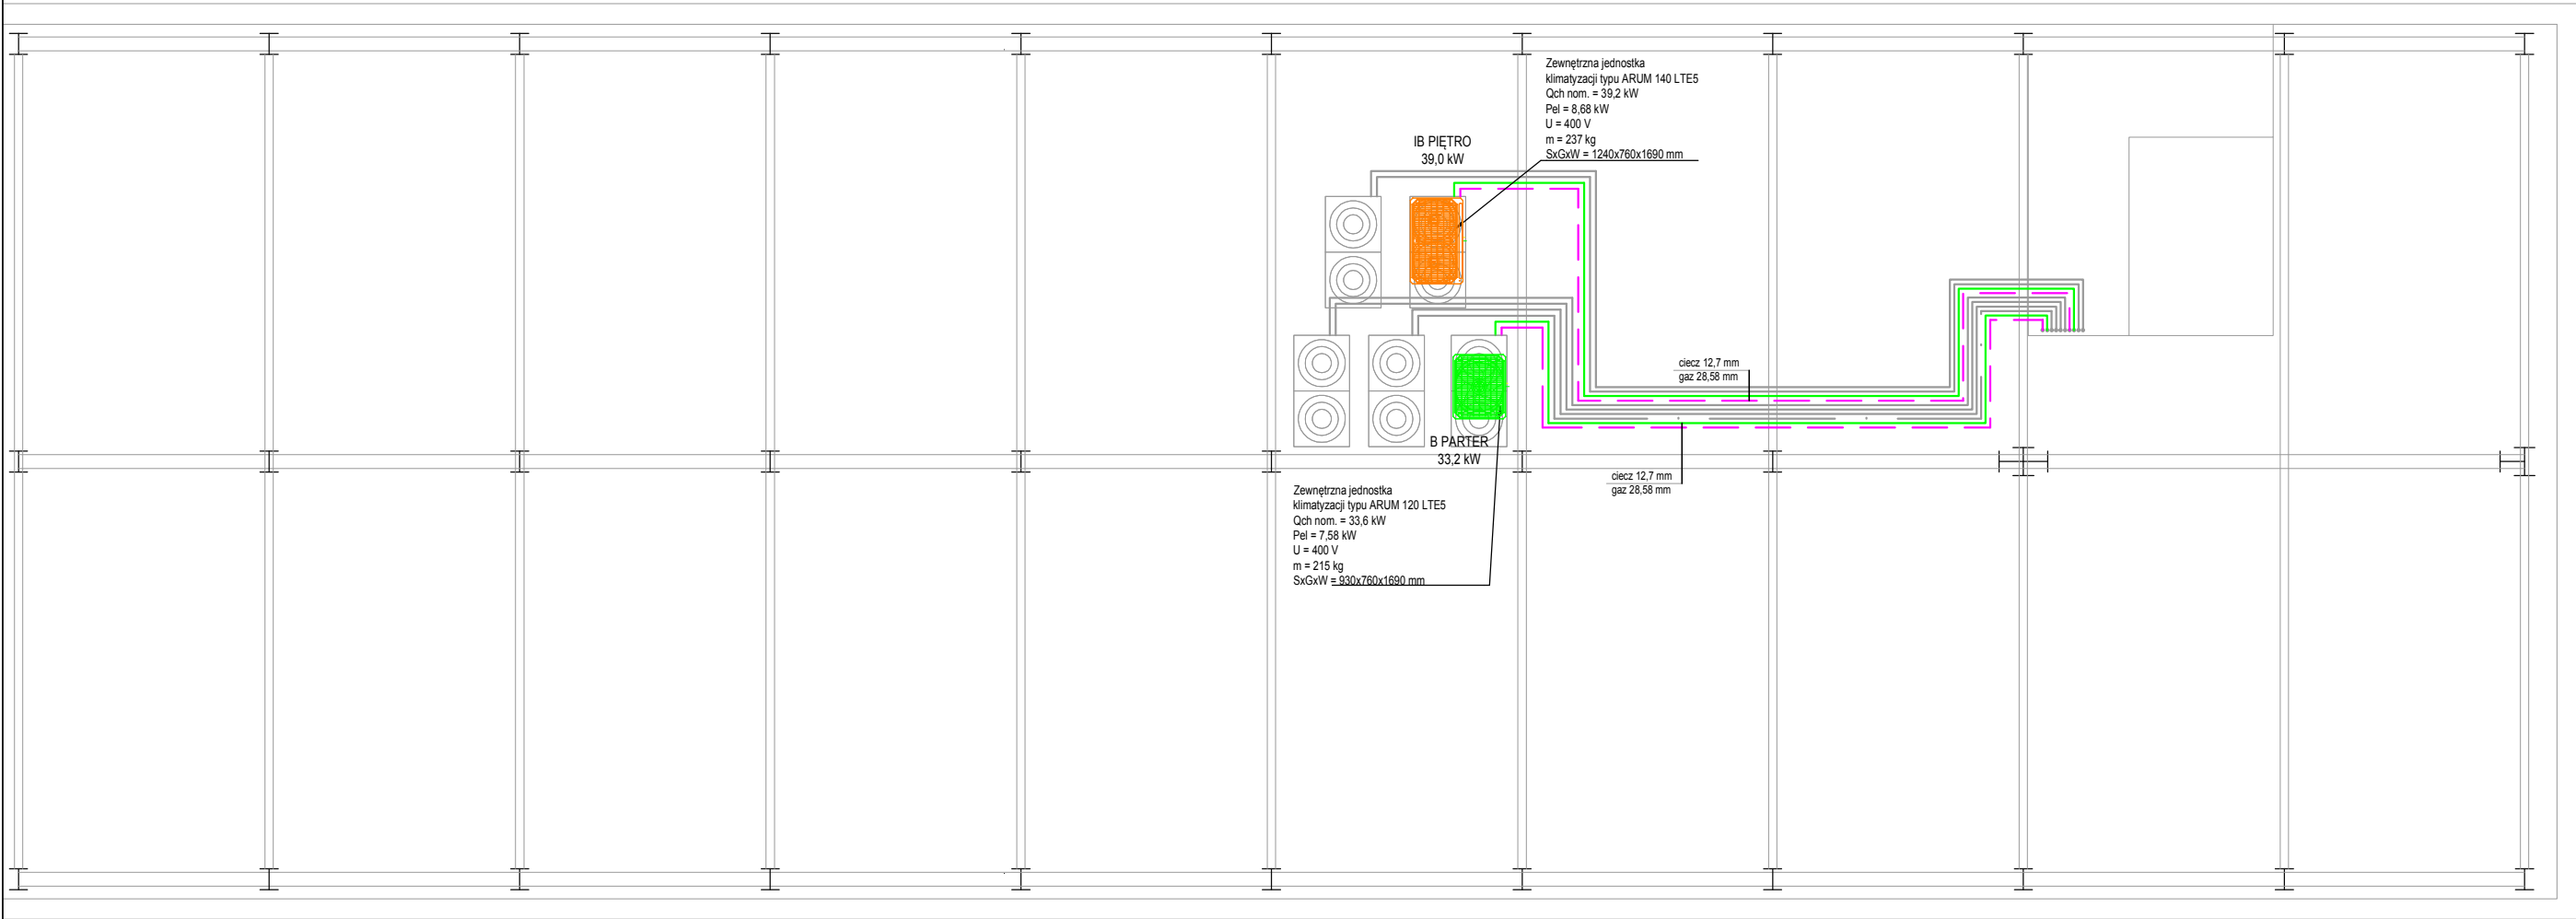 Zewnętrzna jednostka
klimatyzacji typu ARUM 140 LTE5
Qch nom. = 39,2 kW
Pel = 8,68 kW
U = 400 V
m = 237 kg
SxGxW = 1240x760x1690 mm
IB PIĘTRO
39,0 kW
ciecz 12,7 mm
gaz 28,58 mm
B PARTER
33,2 kW
ciecz 12,7 mm
gaz 28,58 mm
Zewnętrzna jednostka
klimatyzacji typu ARUM 120 LTE5
Qch nom. = 33,6 kW
Pel = 7,58 kW
U = 400 V
m = 215 kg
SxGxW = 930x760x1690 mm